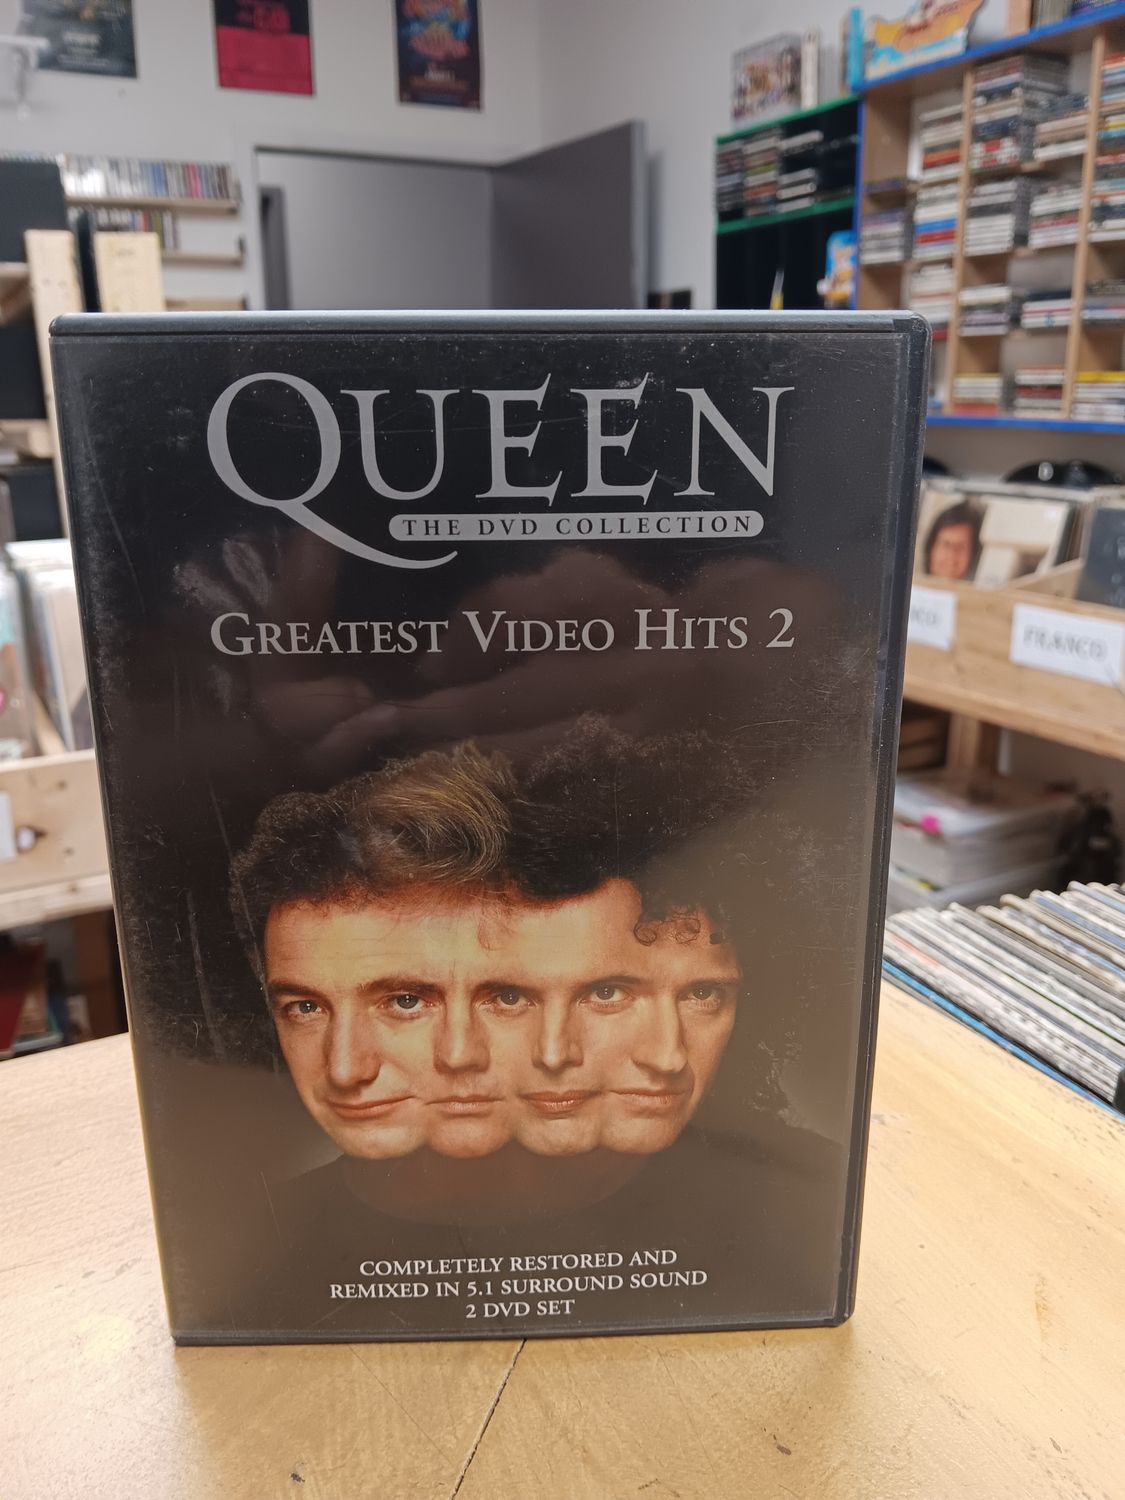 QUEEN
THE DVD COLLECTION
GREATEST VIDEO HITS 2
COMPLETELY RESTORED AND
REMIXED IN 5.1 SURROUND SOUND
2 DVD SET
FRANCO